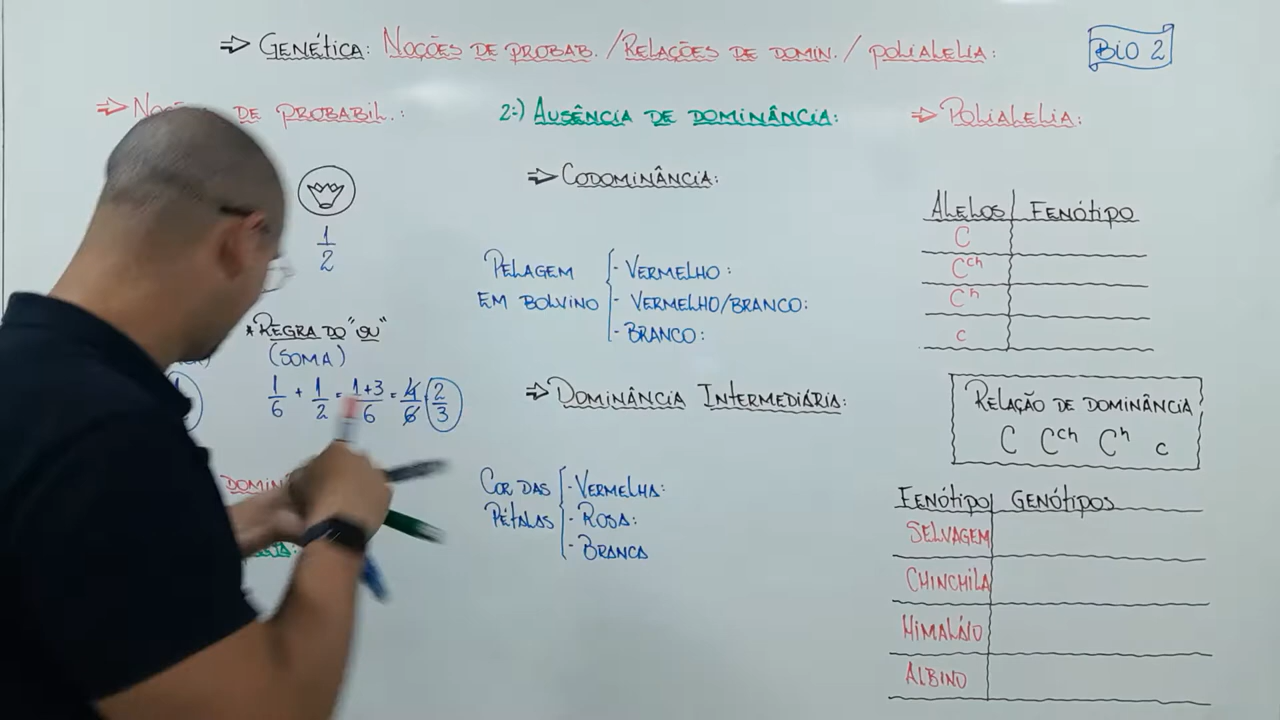 ⇒ GENÉTICA: NOÇÕES DE PROBAB. / RELAÇÕES DE DOMIN. / POLIALELIA:
BIO 2
DE PROBABIL.:
1/2
* REGRA DO "OU"
(SOMA)
1/6 + 1/2 = 1+3/6 = 4/6 2/3
2:) AUSÊNCIA DE DOMINÂNCIA:
⇒ CODOMINÂNCIA:
PELAGEM
EM BOLVINO
- VERMELHO:
- VERMELHO/BRANCO:
- BRANCO:
⇒ DOMINÂNCIA INTERMEDIÁRIA:
COR DAS
PÉTALAS
- VERMELHA:
- ROSA:
- BRANCA
⇒ POLIALELIA:
ALELOS FENÓTIPO
C
Cch
Ch
c
RELAÇÃO DE DOMINÂNCIA
C Cch Ch c
FENÓTIPO GENÓTIPOS
SELVAGEM
CHINCHILA
HIMALAIO
ALBINO